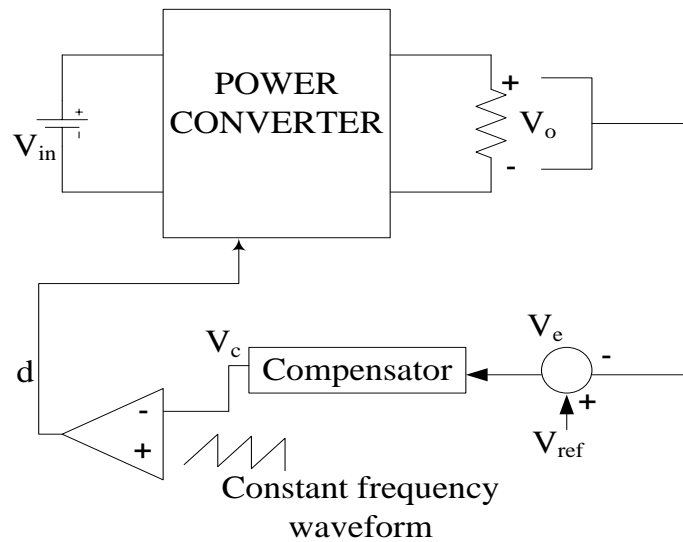 POWER
CONVERTER
+
-
V_in
+
V_o
-
V_c
Compensator
V_e
-
+
V_ref
d
-
+
Constant frequency
waveform